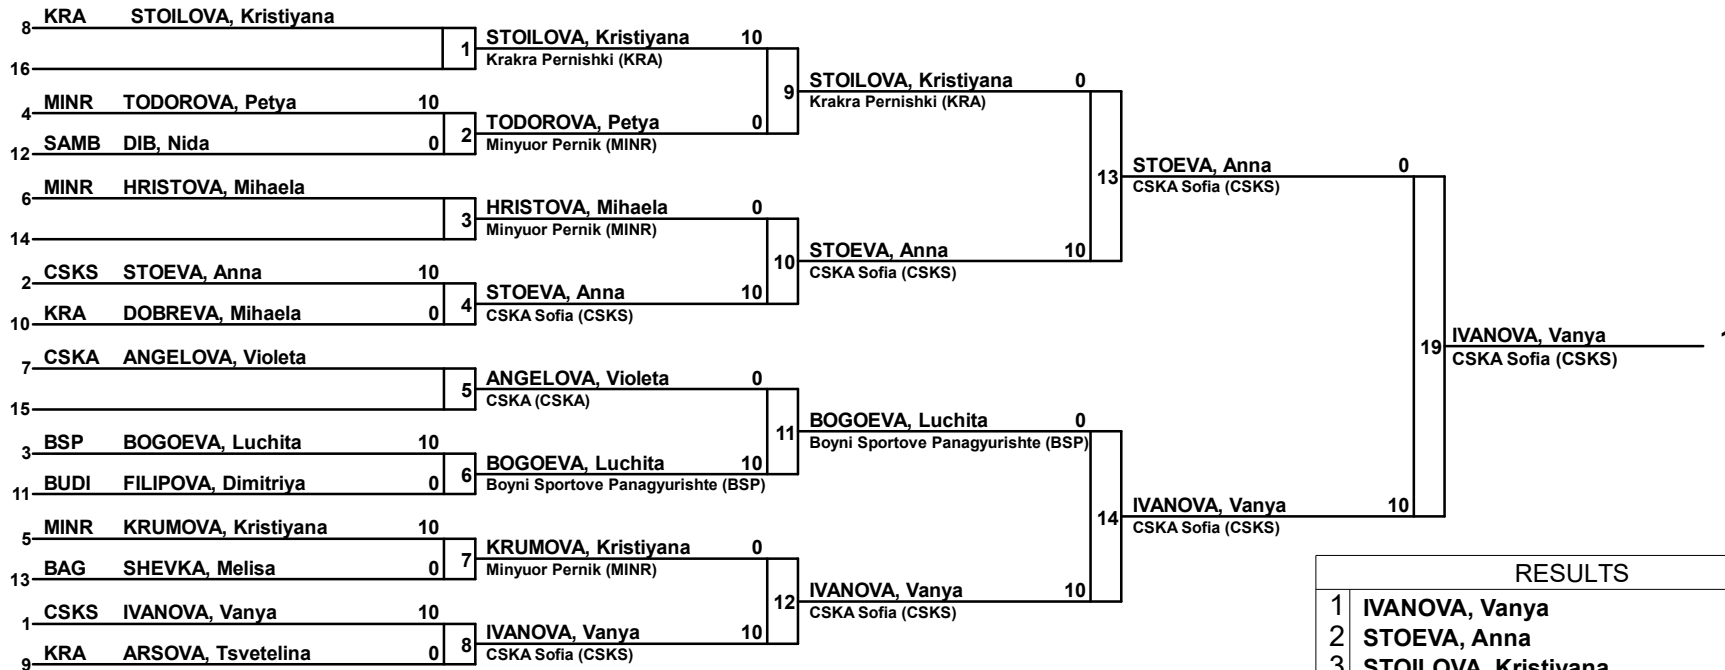 8 KRA STOILOVA, Kristiyana
16
1
4 MINR TODOROVA, Petya 10
12 SAMB DIB, Nida 0
2
6 MINR HRISTOVA, Mihaela
14
3
2 CSKS STOEVA, Anna 10
10 KRA DOBREVA, Mihaela 0
4
7 CSKA ANGELOVA, Violeta
15
5
3 BSP BOGOEVA, Luchita 10
11 BUDI FILIPOVA, Dimitriya 0
6
5 MINR KRUMOVA, Kristiyana 10
13 BAG SHEVKA, Melisa 0
7
1 CSKS IVANOVA, Vanya 10
9 KRA ARSOVA, Tsvetelina 0
8
STOILOVA, Kristiyana 10
Krakra Pernishki (KRA)
TODOROVA, Petya 0
Minyuor Pernik (MINR)
9
HRISTOVA, Mihaela 0
Minyuor Pernik (MINR)
STOEVA, Anna 10
CSKA Sofia (CSKS)
10
ANGELOVA, Violeta 0
CSKA (CSKA)
BOGOEVA, Luchita 10
Boyni Sportove Panagyurishte (BSP)
11
KRUMOVA, Kristiyana 0
Minyuor Pernik (MINR)
IVANOVA, Vanya 10
CSKA Sofia (CSKS)
12
STOILOVA, Kristiyana 0
Krakra Pernishki (KRA)
STOEVA, Anna 10
CSKA Sofia (CSKS)
13
BOGOEVA, Luchita 0
Boyni Sportove Panagyurishte (BSP)
IVANOVA, Vanya 10
CSKA Sofia (CSKS)
14
STOEVA, Anna 0
CSKA Sofia (CSKS)
IVANOVA, Vanya 10
CSKA Sofia (CSKS)
19
IVANOVA, Vanya
CSKA Sofia (CSKS)
RESULTS
1 IVANOVA, Vanya
2 STOEVA, Anna
3 STOILOVA, Kristiyana